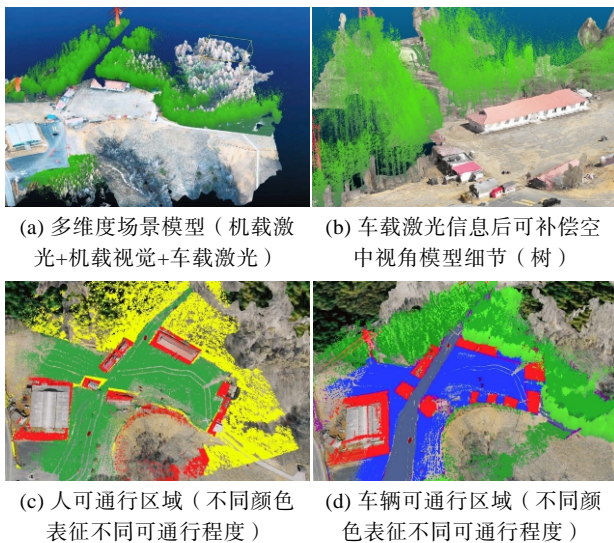 (a) 多维度场景模型（机载激
光+机载视觉+车载激光）
(b) 车载激光信息后可补偿空
中视角模型细节（树）
(c) 人可通行区域（不同颜色
表征不同可通行程度）
(d) 车辆可通行区域（不同颜
色表征不同可通行程度）